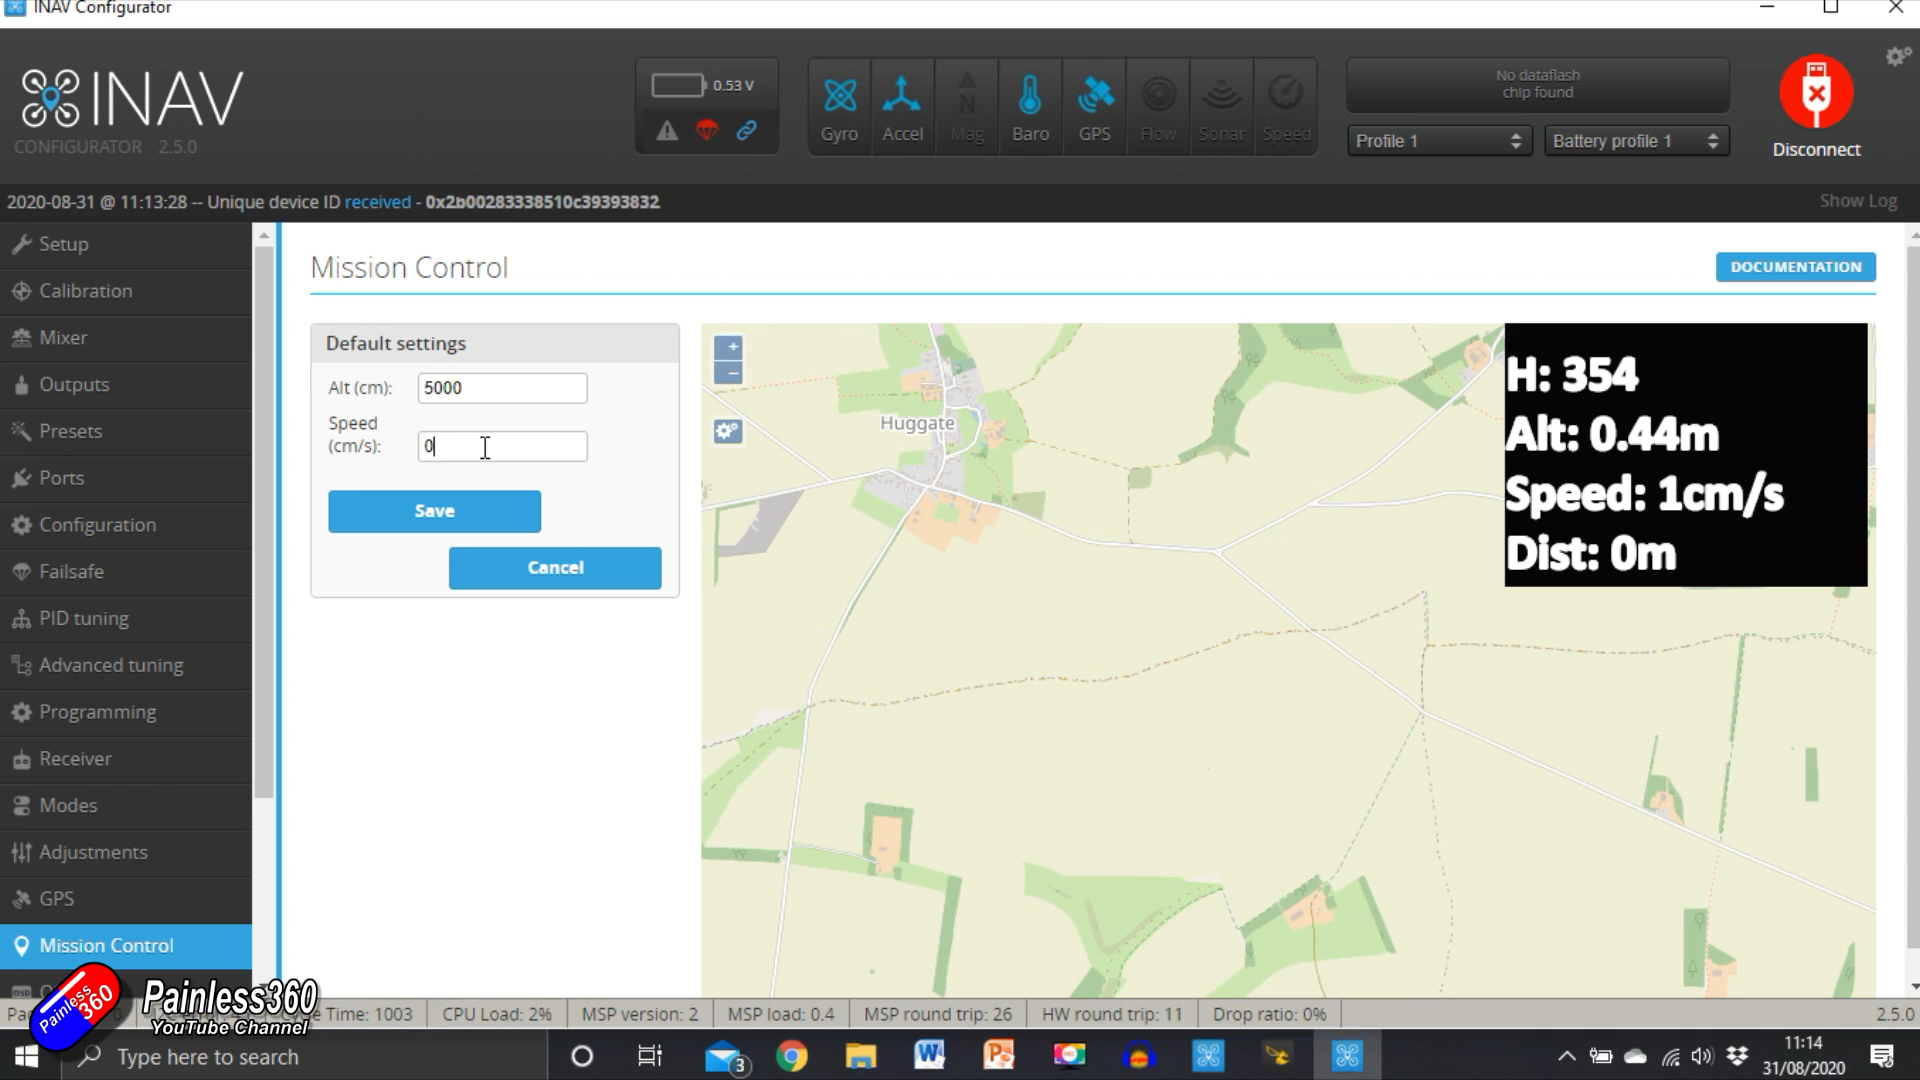 INAV Configurator
INAV
CONFIGURATOR 2.5.0
0.53 V
Gyro
Accel
Mag
Baro
GPS
Flow
Sonar
Speed
No dataflash
chip found
Profile 1
Battery profile 1
Disconnect
2020-08-31 @ 11:13:28 -- Unique device ID received - 0x2b00283338510c39393832
Show Log
Setup
Calibration
Mixer
Outputs
Presets
Ports
Configuration
Failsafe
PID tuning
Advanced tuning
Programming
Receiver
Modes
Adjustments
GPS
Mission Control
Mission Control
DOCUMENTATION
Default settings
Alt (cm):
5000
Speed
(cm/s):
0
Save
Cancel
+
−
Huggate
H: 354
Alt: 0.44m
Speed: 1cm/s
Dist: 0m
Painless 360
Painless360
YouTube Channel
Time: 1003
CPU Load: 2%
MSP version: 2
MSP load: 0.4
MSP round trip: 26
HW round trip: 11
Drop ratio: 0%
2.5.0
Type here to search
3
11:14
31/08/2020